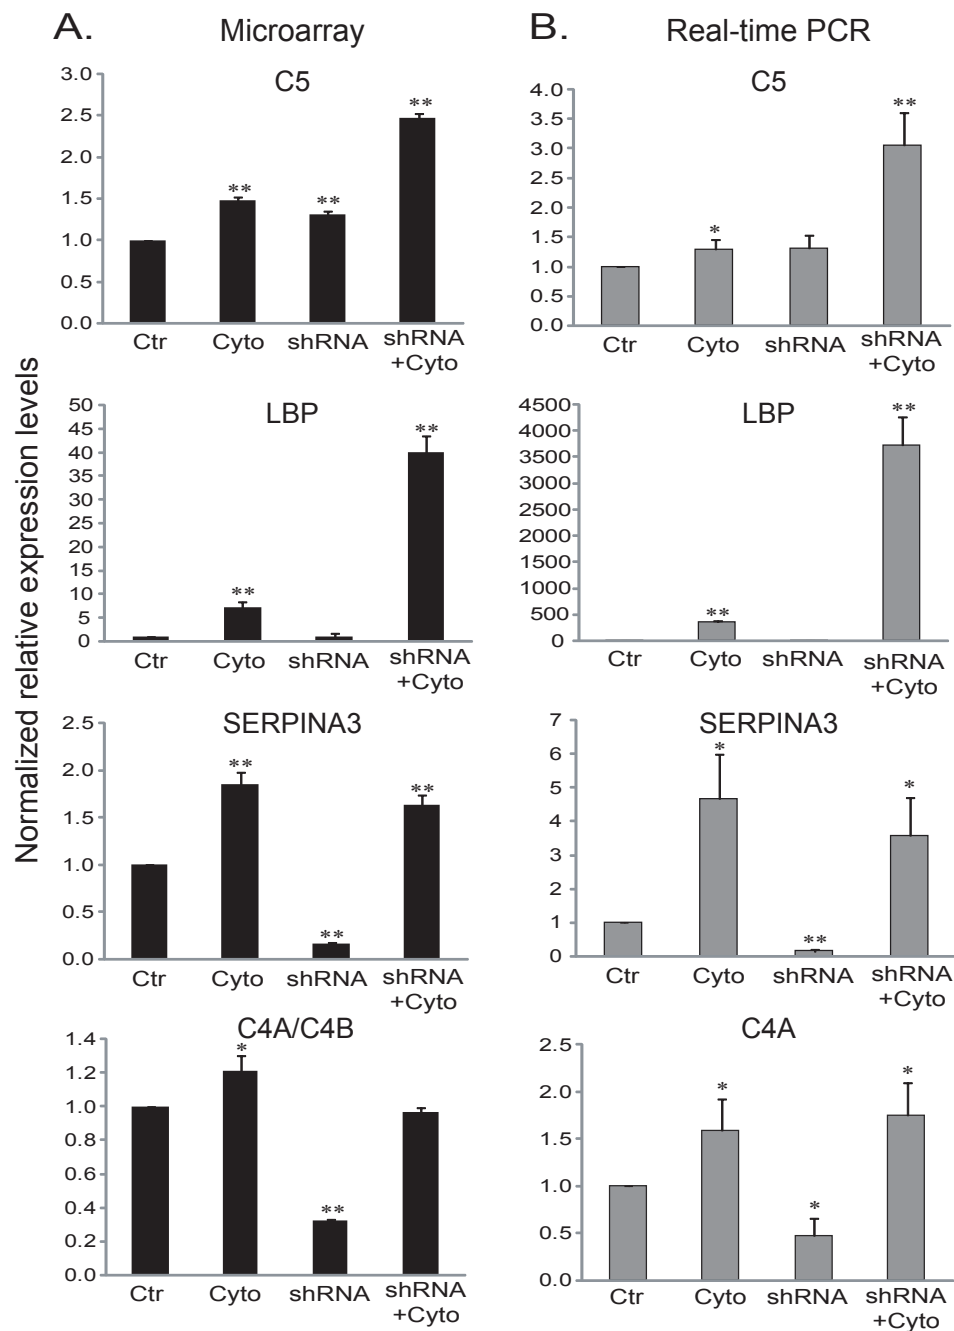 A. Microarray B. Real-time PCR
Normalized relative expression levels
C5
3.0
2.5
2.0
1.5
1.0
0.5
0.0
** ** **
Ctr Cyto shRNA shRNA
+Cyto
C5
4.0
3.5
3.0
2.5
2.0
1.5
1.0
0.5
0.0
* **
Ctr Cyto shRNA shRNA
+Cyto
LBP
50
45
40
35
30
25
20
15
10
5
0
** **
Ctr Cyto shRNA shRNA
+Cyto
LBP
4500
4000
3500
3000
2500
2000
1500
1000
500
0
** **
Ctr Cyto shRNA shRNA
+Cyto
SERPINA3
2.5
2.0
1.5
1.0
0.5
0.0
** ** **
Ctr Cyto shRNA shRNA
+Cyto
SERPINA3
7
6
5
4
3
2
1
0
* ** *
Ctr Cyto shRNA shRNA
+Cyto
C4A/C4B
1.4
1.2
1.0
0.8
0.6
0.4
0.2
0.0
* **
Ctr Cyto shRNA shRNA
+Cyto
C4A
2.5
2.0
1.5
1.0
0.5
0.0
* * *
Ctr Cyto shRNA shRNA
+Cyto